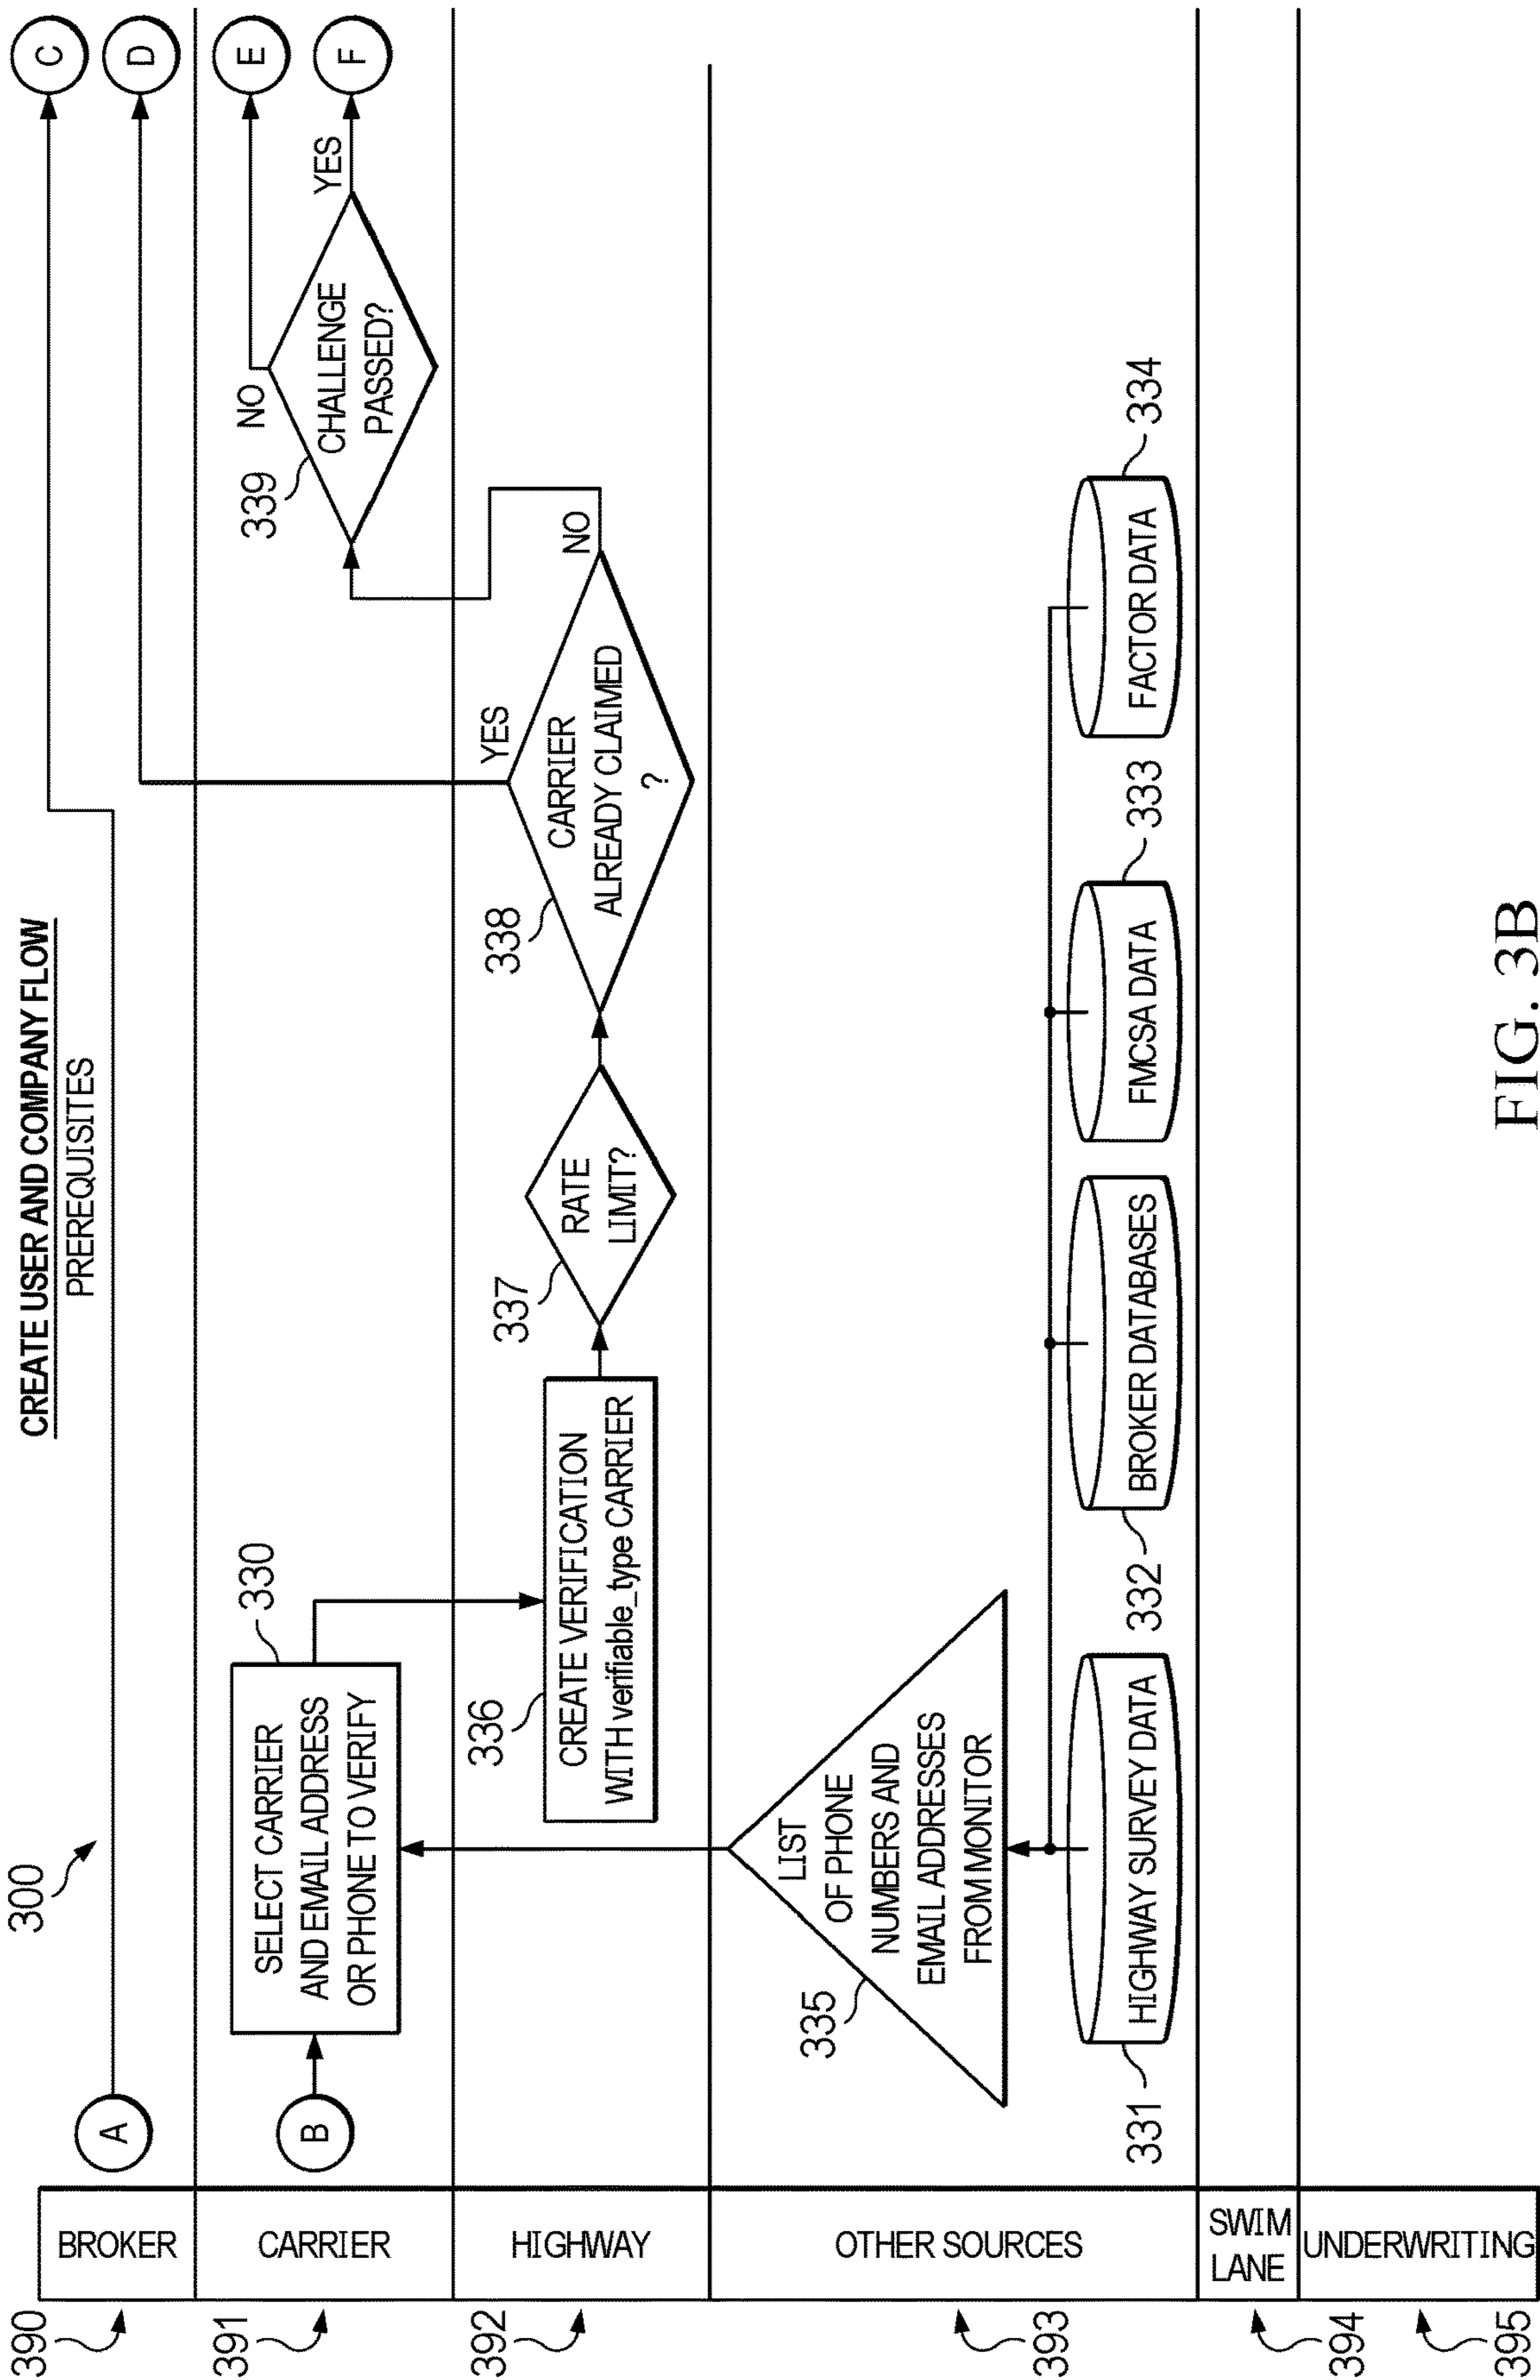 CREATE USER AND COMPANY FLOW
PREREQUISITES
300
390
BROKER
A
C
D
391
CARRIER
B
SELECT CARRIER
AND EMAIL ADDRESS
OR PHONE TO VERIFY
330
339
CHALLENGE
PASSED?
NO
YES
E
F
392
HIGHWAY
336
CREATE VERIFICATION
WITH verifiable_type CARRIER
337
RATE
LIMIT?
338
CARRIER
ALREADY CLAIMED
?
YES
NO
393
OTHER SOURCES
335
LIST
OF PHONE
NUMBERS AND
EMAIL ADDRESSES
FROM MONITOR
331
HIGHWAY SURVEY DATA
332
BROKER DATABASES
FMCSA DATA
333
FACTOR DATA
334
394
SWIM
LANE
395
UNDERWRITING
FIG. 3B